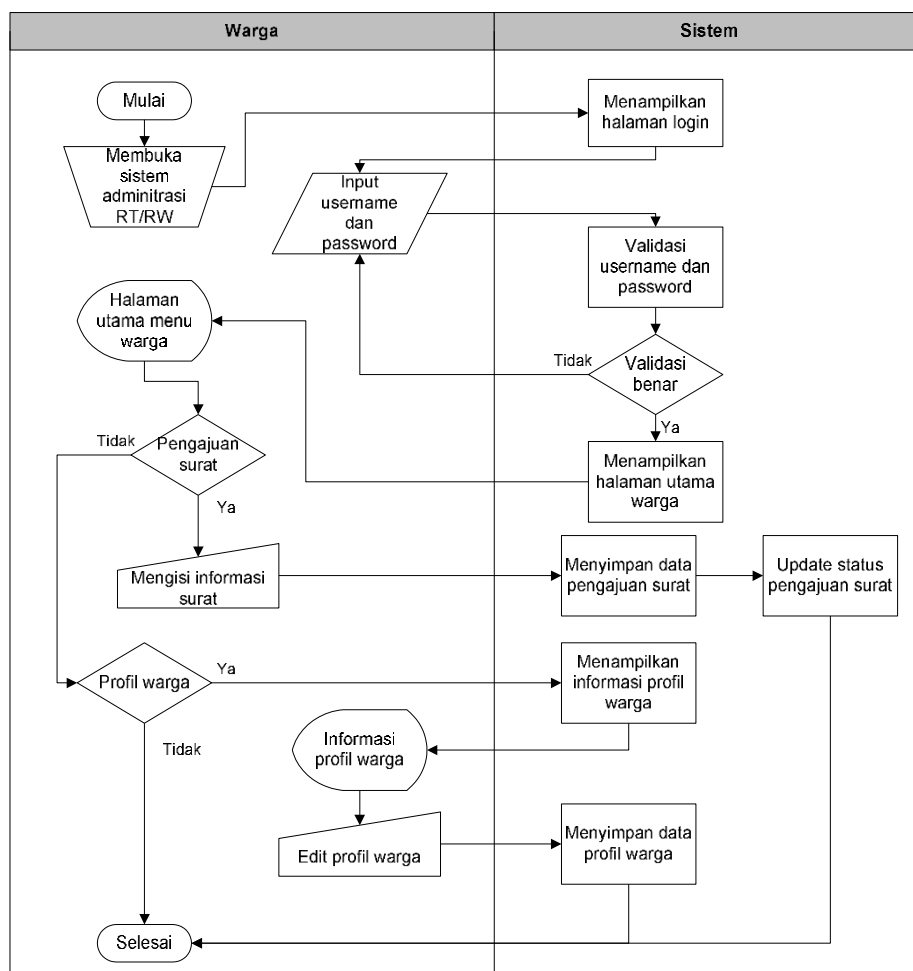 Warga
Sistem
Mulai
Menampilkan
halaman login
Membuka
sistem
adminitrasi
RT/RW
Input
username
dan
password
Validasi
username dan
password
Halaman
utama menu
warga
Tidak
Validasi
benar
Ya
Tidak
Pengajuan
surat
Menampilkan
halaman utama
warga
Ya
Mengisi informasi
surat
Menyimpan data
pengajuan surat
Update status
pengajuan surat
Profil warga
Ya
Menampilkan
informasi profil
warga
Tidak
Informasi
profil warga
Edit profil warga
Menyimpan data
profil warga
Selesai